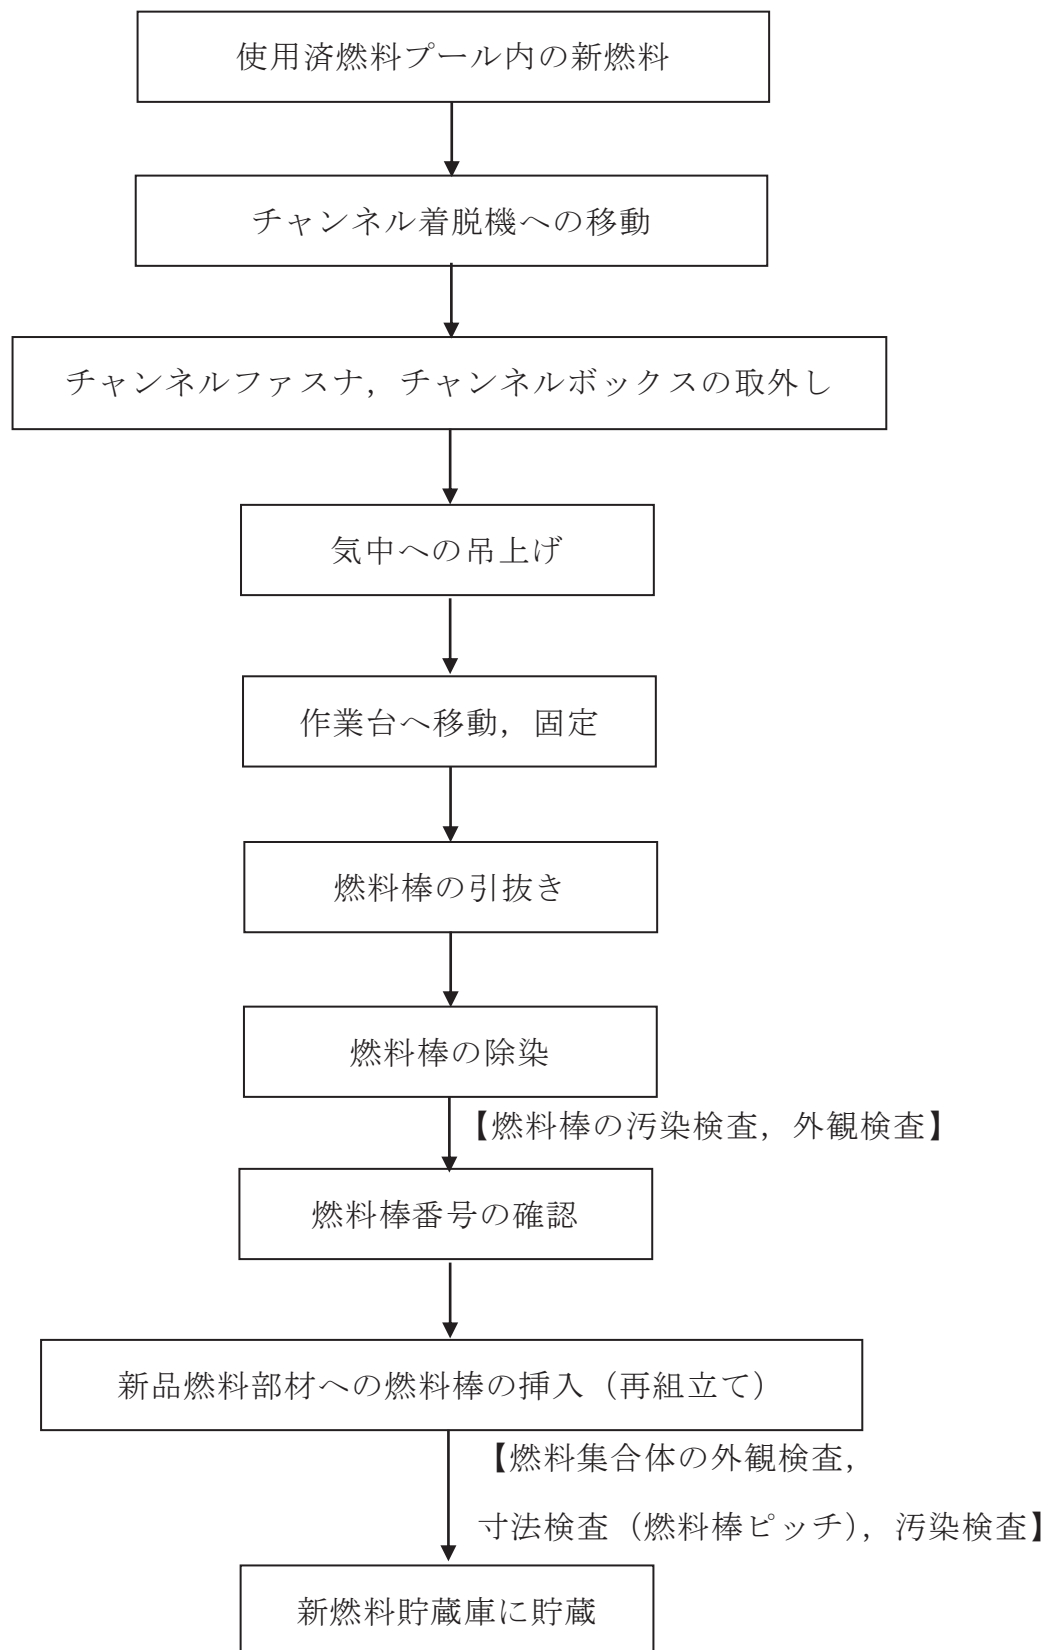 使用済燃料プール内の新燃料
チャンネル着脱機への移動
チャンネルファスナ，チャンネルボックスの取外し
気中への吊上げ
作業台へ移動，固定
燃料棒の引抜き
燃料棒の除染
【燃料棒の汚染検査，外観検査】
燃料棒番号の確認
新品燃料部材への燃料棒の挿入（再組立て）
【燃料集合体の外観検査，
寸法検査（燃料棒ピッチ），汚染検査】
新燃料貯蔵庫に貯蔵